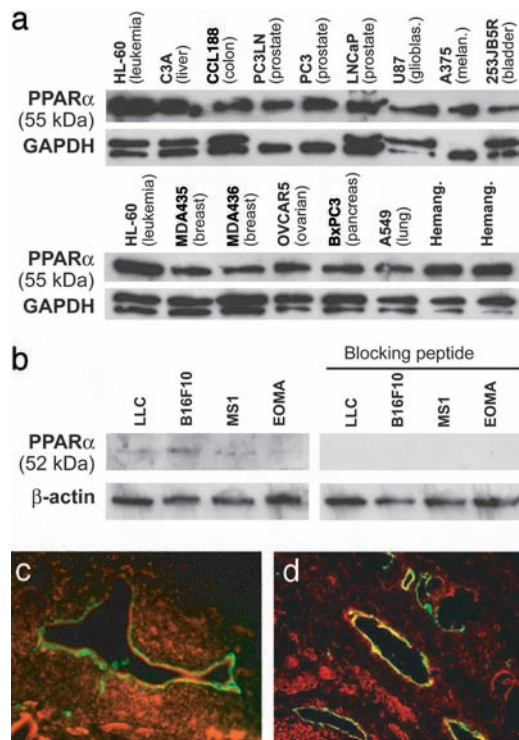 a
HL-60 (leukemia)
C3A (liver)
CCL188 (colon)
PC3LN (prostate)
PC3 (prostate)
LNCaP (prostate)
U87 (glioblas.)
A375 (melan.)
253JB5R (bladder)
PPARα
(55 kDa)
GAPDH
HL-60 (leukemia)
MDA435 (breast)
MDA436 (breast)
OVCAR5 (ovarian)
BxPC3 (pancreas)
A549 (lung)
Hemang.
Hemang.
PPARα
(55 kDa)
GAPDH
b
Blocking peptide
LLC
B16F10
MS1
EOMA
LLC
B16F10
MS1
EOMA
PPARα
(52 kDa)
β-actin
c
d